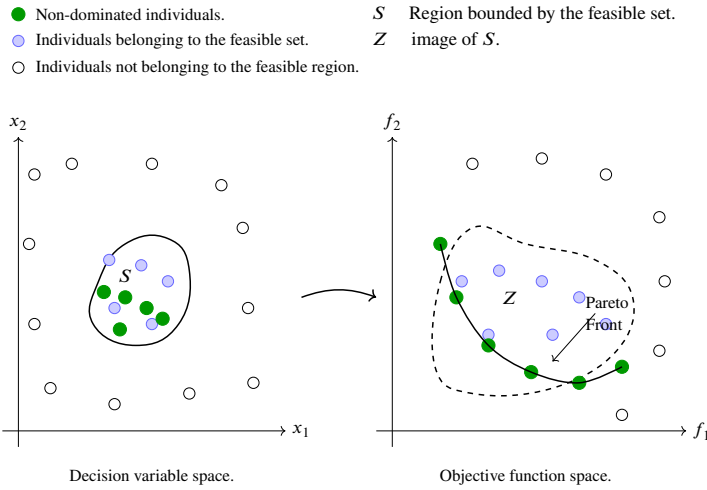 Non-dominated individuals.
Individuals belonging to the feasible set.
Individuals not belonging to the feasible region.
S Region bounded by the feasible set.
Z image of S.
x₂
S
x₁
Decision variable space.
f₂
Z
Pareto
Front
f₁
Objective function space.